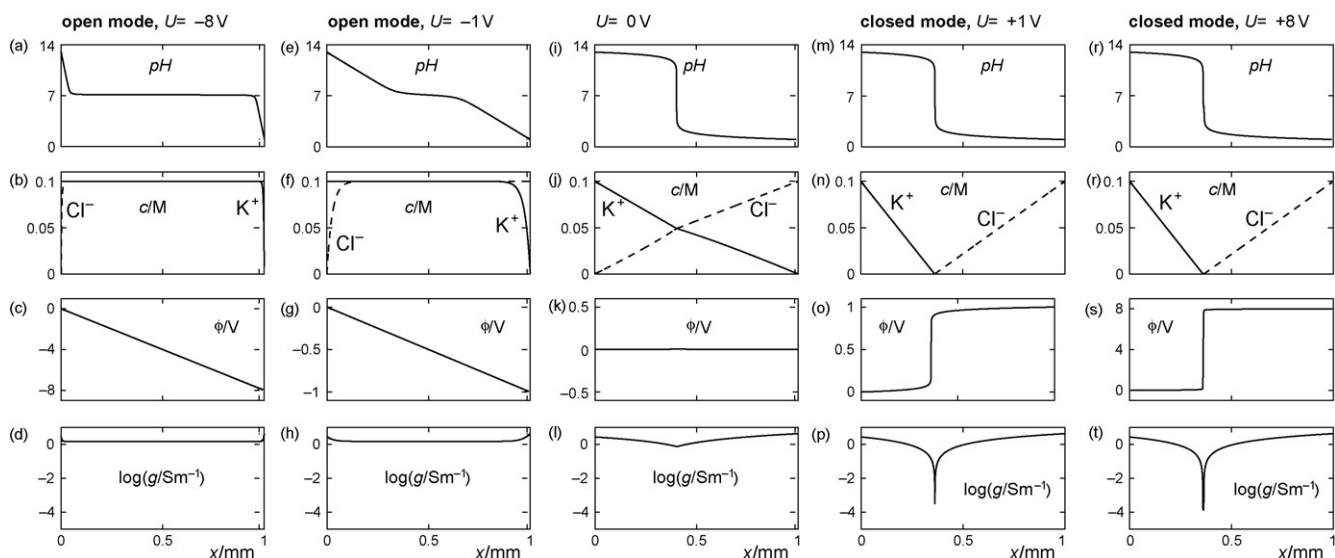 open mode, U= –8V
open mode, U= –1V
U= 0V
closed mode, U= +1V
closed mode, U= +8V
(a) 14 7 0 pH
(e) 14 7 0 pH
(i) 14 7 0 pH
(m) 14 7 0 pH
(r) 14 7 0 pH
(b) 0.1 0.05 0 Cl⁻ c/M K⁺
(f) 0.1 0.05 0 Cl⁻ c/M K⁺
(j) 0.1 0.05 0 K⁺ c/M Cl⁻
(n) 0.1 0.05 0 K⁺ c/M Cl⁻
(r) 0.1 0.05 0 K⁺ c/M Cl⁻
(c) 0 –4 –8 ϕ/V
(g) 0 –0.5 –1 ϕ/V
(k) 0.5 0 –0.5 ϕ/V
(o) 1 0.5 0 ϕ/V
(s) 8 4 0 ϕ/V
(d) 0 –2 –4 log(g/Sm⁻¹)
(h) 0 –2 –4 log(g/Sm⁻¹)
(l) 0 –2 –4 log(g/Sm⁻¹)
(p) 0 –2 –4 log(g/Sm⁻¹)
(t) 0 –2 –4 log(g/Sm⁻¹)
0 0.5 1 x/mm
0 0.5 1 x/mm
0 0.5 1 x/mm
0 0.5 1 x/mm
0 0.5 1 x/mm